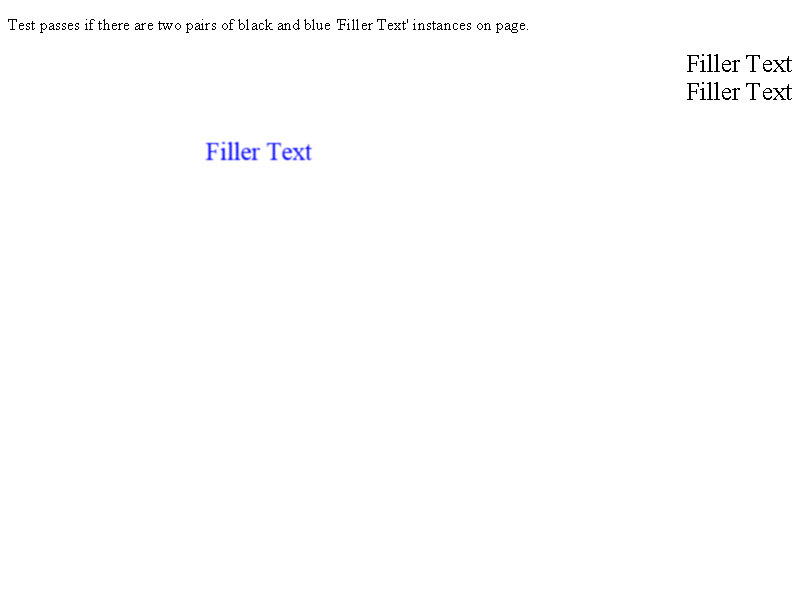 Test passes if there are two pairs of black and blue 'Filler Text' instances on page.
Filler Text
Filler Text
Filler Text